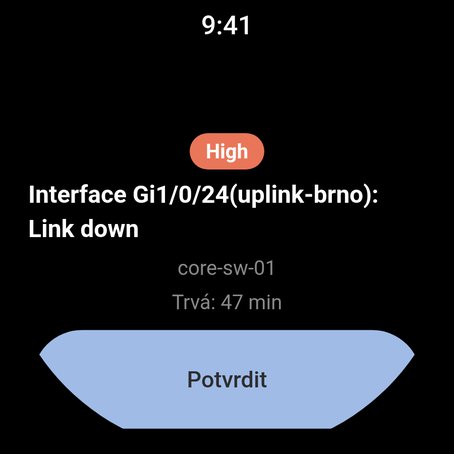 9:41
High
Interface Gi1/0/24(uplink-brno):
Link down
core-sw-01
Trvá: 47 min
Potvrdit